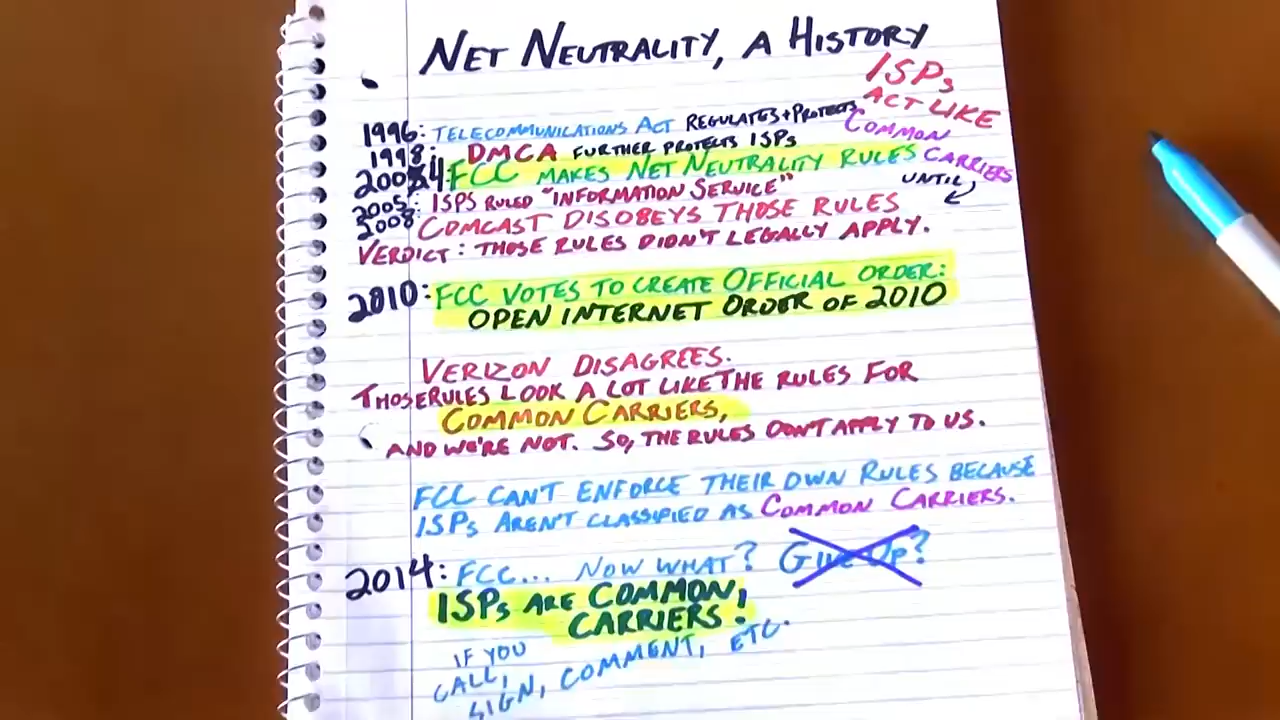 NET NEUTRALITY, A HISTORY
ISPs
ACT LIKE
COMMON
CARRIERS
UNTIL
1996: TELECOMMUNICATIONS ACT REGULATES+PROTECTS
1998: DMCA FURTHER PROTECTS ISPs
2004: FCC MAKES NET NEUTRALITY RULES
2005: ISPS RULED "INFORMATION SERVICE"
2008: COMCAST DISOBEYS THOSE RULES
VERDICT: THOSE RULES DIDN'T LEGALLY APPLY.
2010: FCC VOTES TO CREATE OFFICIAL ORDER:
OPEN INTERNET ORDER OF 2010
VERIZON DISAGREES.
THOSE RULES LOOK A LOT LIKE THE RULES FOR
COMMON CARRIERS,
AND WE'RE NOT. SO, THE RULES DON'T APPLY TO US.
FCC CAN'T ENFORCE THEIR OWN RULES BECAUSE
ISPs AREN'T CLASSIFIED AS COMMON CARRIERS.
2014: FCC... NOW WHAT? GIVE UP?
ISPs ARE COMMON
CARRIERS!
IF YOU
CALL,
SIGN, COMMENT, ETC.